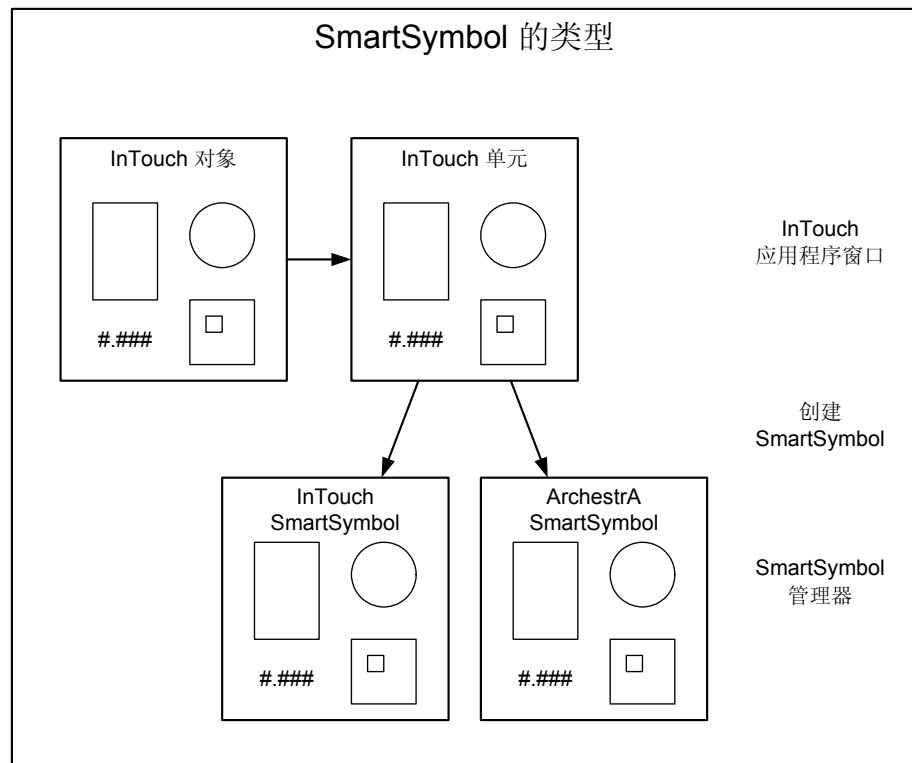 SmartSymbol 的类型
InTouch 对象
#.###
InTouch 单元
#.###
InTouch
应用程序窗口
创建
SmartSymbol
InTouch
SmartSymbol
#.###
ArchestrA
SmartSymbol
#.###
SmartSymbol
管理器